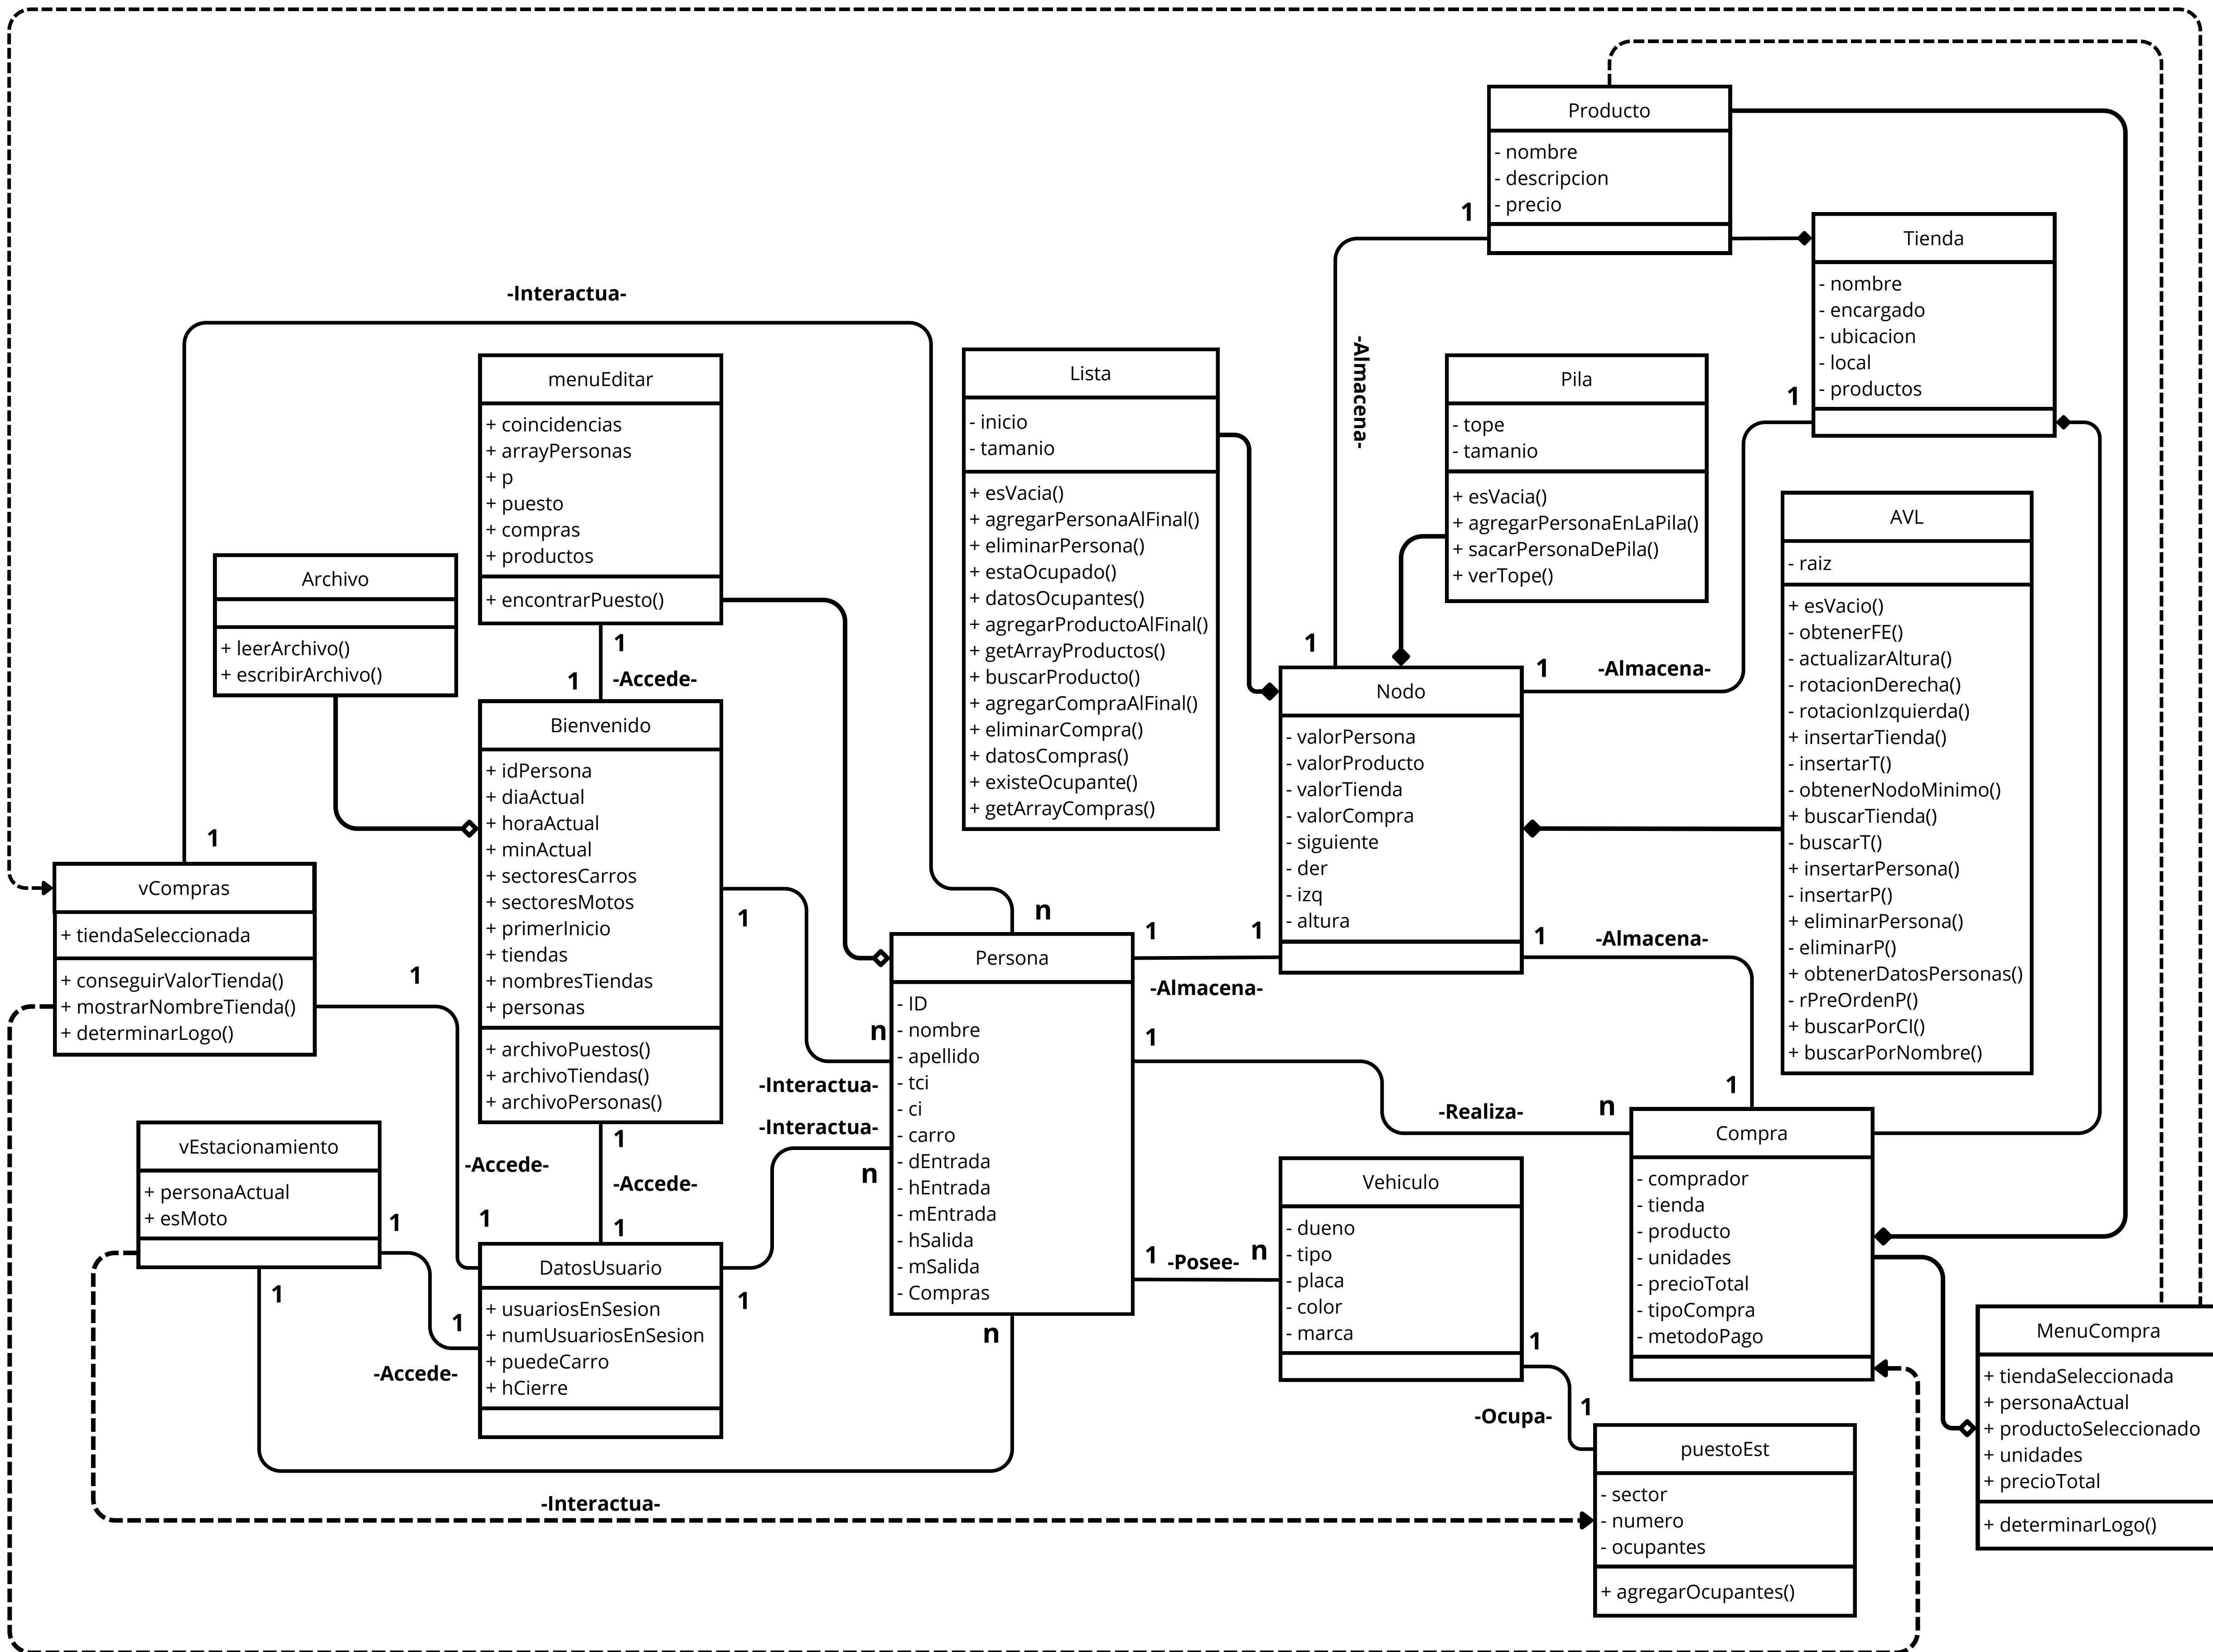 Producto
- nombre
- descripcion
- precio
1
Tienda
- nombre
- encargado
- ubicacion
- local
- productos
1
-Interactua-
menuEditar
+ coincidencias
+ arrayPersonas
+ p
+ puesto
+ compras
+ productos
+ encontrarPuesto()
1
1
-Accede-
Lista
- inicio
- tamanio
+ esVacia()
+ agregarPersonaAlFinal()
+ eliminarPersona()
+ estaOcupado()
+ datosOcupantes()
+ agregarProductoAlFinal()
+ getArrayProductos()
+ buscarProducto()
+ agregarCompraAlFinal()
+ eliminarCompra()
+ datosCompras()
+ existeOcupante()
+ getArrayCompras()
-Almacena-
1
Pila
- tope
- tamanio
+ esVacia()
+ agregarPersonaEnLaPila()
+ sacarPersonaDePila()
+ verTope()
AVL
- raiz
+ esVacio()
- obtenerFE()
- actualizarAltura()
- rotacionDerecha()
- rotacionIzquierda()
+ insertarTienda()
- insertarT()
- obtenerNodoMinimo()
+ buscarTienda()
- buscarT()
+ insertarPersona()
- insertarP()
+ eliminarPersona()
- eliminarP()
+ obtenerDatosPersonas()
- rPreOrdenP()
+ buscarPorCI()
+ buscarPorNombre()
Archivo
+ leerArchivo()
+ escribirArchivo()
Bienvenido
+ idPersona
+ diaActual
+ horaActual
+ minActual
+ sectoresCarros
+ sectoresMotos
+ primerInicio
+ tiendas
+ nombresTiendas
+ personas
+ archivoPuestos()
+ archivoTiendas()
+ archivoPersonas()
1
n
-Interactua-
Nodo
- valorPersona
- valorProducto
- valorTienda
- valorCompra
- siguiente
- der
- izq
- altura
1
-Almacena-
1
-Almacena-
1
1
vCompras
+ tiendaSeleccionada
+ conseguirValorTienda()
+ mostrarNombreTienda()
+ determinarLogo()
1
-Accede-
1
n
Persona
- ID
- nombre
- apellido
- tci
- ci
- carro
- dEntrada
- hEntrada
- mEntrada
- hSalida
- mSalida
- Compras
1
1
-Almacena-
1
-Realiza-
n
1
-Posee-
n
n
vEstacionamiento
+ personaActual
+ esMoto
1
1
1
-Accede-
1
-Accede-
1
DatosUsuario
+ usuariosEnSesion
+ numUsuariosEnSesion
+ puedeCarro
+ hCierre
-Interactua-
n
1
-Interactua-
Vehiculo
- dueno
- tipo
- placa
- color
- marca
1
-Ocupa-
1
Compra
- comprador
- tienda
- producto
- unidades
- precioTotal
- tipoCompra
- metodoPago
MenuCompra
+ tiendaSeleccionada
+ personaActual
+ productoSeleccionado
+ unidades
+ precioTotal
+ determinarLogo()
puestoEst
- sector
- numero
- ocupantes
+ agregarOcupantes()